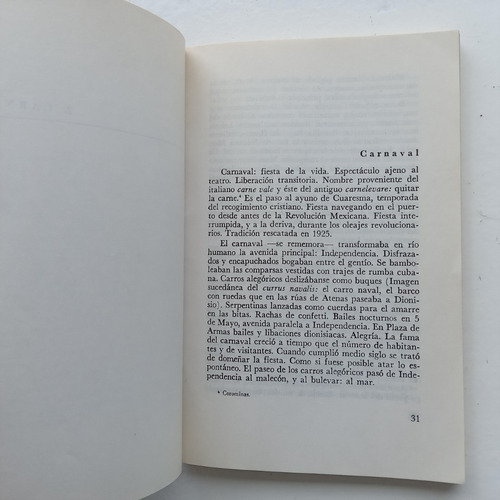 Carnaval
Carnaval: fiesta de la vida. Espectáculo ajeno al
teatro. Liberación transitoria. Nombre proveniente del
italiano carne vale y éste del antiguo carnelevare: quitar
la carne.* Es el paso al ayuno de Cuaresma, temporada
del recogimiento cristiano. Fiesta navegando en el puer-
to desde antes de la Revolución Mexicana. Fiesta inte-
rrumpida, y a la deriva, durante los oleajes revoluciona-
rios. Tradición rescatada en 1925.
El carnaval —se rememora— transformaba en río
humano la avenida principal: Independencia. Disfraza-
dos y encapuchados bogaban entre el gentío. Se bambo-
leaban las comparsas vestidas con trajes de rumba cuba-
na. Carros alegóricos deslizábanse como buques (Imagen
sucedánea del currus navalis: el carro naval, el barco
con ruedas que en las rúas de Atenas paseaba a Dioni-
sio). Serpentinas lanzadas como cuerdas para el amarre
en las bitas. Rachas de confetti. Bailes nocturnos en 5
de Mayo, avenida paralela a Independencia. En Plaza de
Armas bailes y libaciones dionisiacas. Alegría. La fama
del carnaval creció a tiempo que el número de habitan-
tes y de visitantes. Cuando cumplió medio siglo se trató
de domeñar la fiesta. Como si fuese posible atar lo es-
pontáneo. El paseo de los carros alegóricos pasó de Inde-
pendencia al malecón, y al bulevar: al mar.
* Corominas.
31